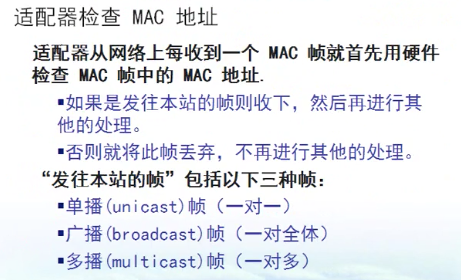 适配器检查 MAC 地址
适配器从网络上每收到一个 MAC 帧就首先用硬件
检查 MAC 帧中的 MAC 地址.
▪如果是发往本站的帧则收下，然后再进行其
他的处理。
▪否则就将此帧丢弃，不再进行其他的处理。
“发往本站的帧”包括以下三种帧：
▪单播(unicast)帧（一对一）
▪广播(broadcast)帧（一对全体）
▪多播(multicast)帧（一对多）